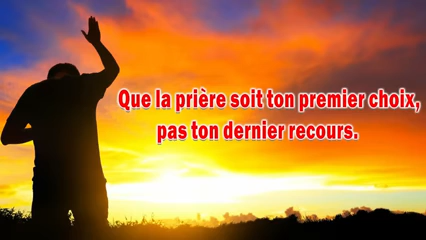 Que la prière soit ton premier choix,
pas ton dernier recours.